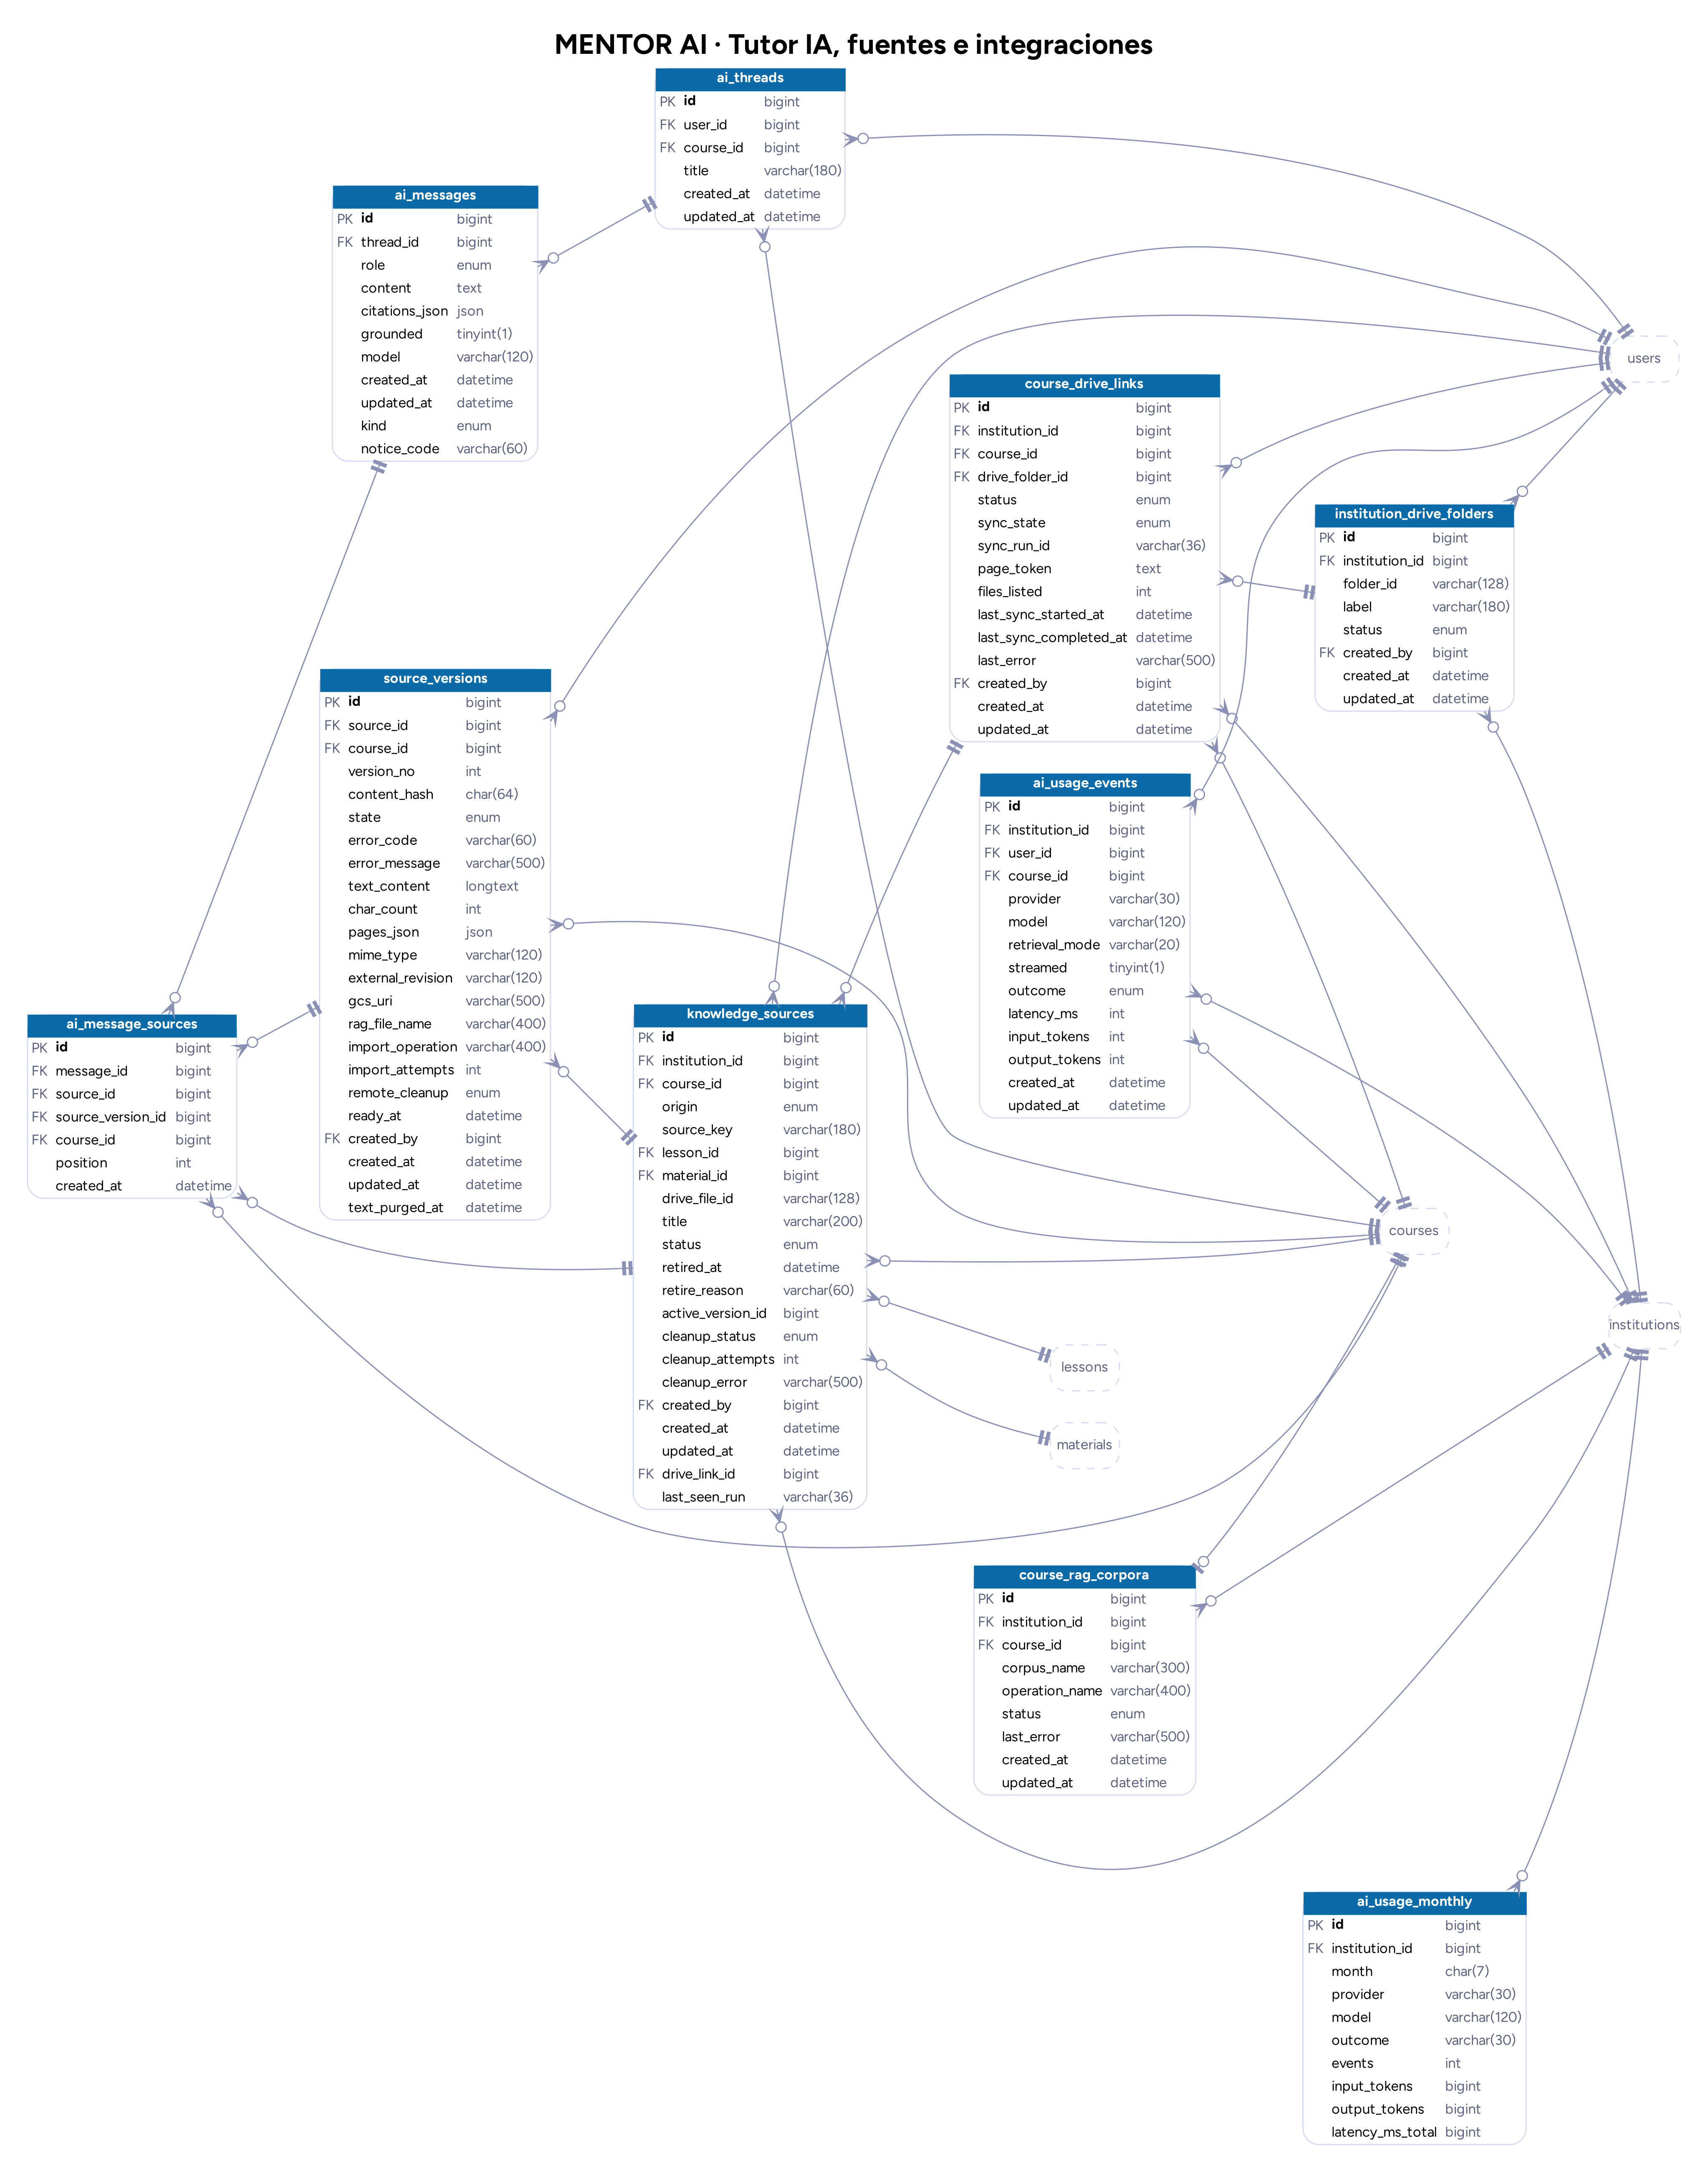 MENTOR AI · Tutor IA, fuentes e integraciones
ai_threads
PK id bigint
FK user_id bigint
FK course_id bigint
title varchar(180)
created_at datetime
updated_at datetime
ai_messages
PK id bigint
FK thread_id bigint
role enum
content text
citations_json json
grounded tinyint(1)
model varchar(120)
created_at datetime
updated_at datetime
kind enum
notice_code varchar(60)
users
course_drive_links
PK id bigint
FK institution_id bigint
FK course_id bigint
FK drive_folder_id bigint
status enum
sync_state enum
sync_run_id varchar(36)
page_token text
files_listed int
last_sync_started_at datetime
last_sync_completed_at datetime
last_error varchar(500)
FK created_by bigint
created_at datetime
updated_at datetime
institution_drive_folders
PK id bigint
FK institution_id bigint
folder_id varchar(128)
label varchar(180)
status enum
FK created_by bigint
created_at datetime
updated_at datetime
source_versions
PK id bigint
FK source_id bigint
FK course_id bigint
version_no int
content_hash char(64)
state enum
error_code varchar(60)
error_message varchar(500)
text_content longtext
char_count int
pages_json json
mime_type varchar(120)
external_revision varchar(120)
gcs_uri varchar(500)
rag_file_name varchar(400)
import_operation varchar(400)
import_attempts int
remote_cleanup enum
ready_at datetime
FK created_by bigint
created_at datetime
updated_at datetime
text_purged_at datetime
ai_usage_events
PK id bigint
FK institution_id bigint
FK user_id bigint
FK course_id bigint
provider varchar(30)
model varchar(120)
retrieval_mode varchar(20)
streamed tinyint(1)
outcome enum
latency_ms int
input_tokens int
output_tokens int
created_at datetime
updated_at datetime
ai_message_sources
PK id bigint
FK message_id bigint
FK source_id bigint
FK source_version_id bigint
FK course_id bigint
position int
created_at datetime
knowledge_sources
PK id bigint
FK institution_id bigint
FK course_id bigint
origin enum
source_key varchar(180)
FK lesson_id bigint
FK material_id bigint
drive_file_id varchar(128)
title varchar(200)
status enum
retired_at datetime
retire_reason varchar(60)
active_version_id bigint
cleanup_status enum
cleanup_attempts int
cleanup_error varchar(500)
FK created_by bigint
created_at datetime
updated_at datetime
FK drive_link_id bigint
last_seen_run varchar(36)
courses
institutions
lessons
materials
course_rag_corpora
PK id bigint
FK institution_id bigint
FK course_id bigint
corpus_name varchar(300)
operation_name varchar(400)
status enum
last_error varchar(500)
created_at datetime
updated_at datetime
ai_usage_monthly
PK id bigint
FK institution_id bigint
month char(7)
provider varchar(30)
model varchar(120)
outcome varchar(30)
events int
input_tokens bigint
output_tokens bigint
latency_ms_total bigint